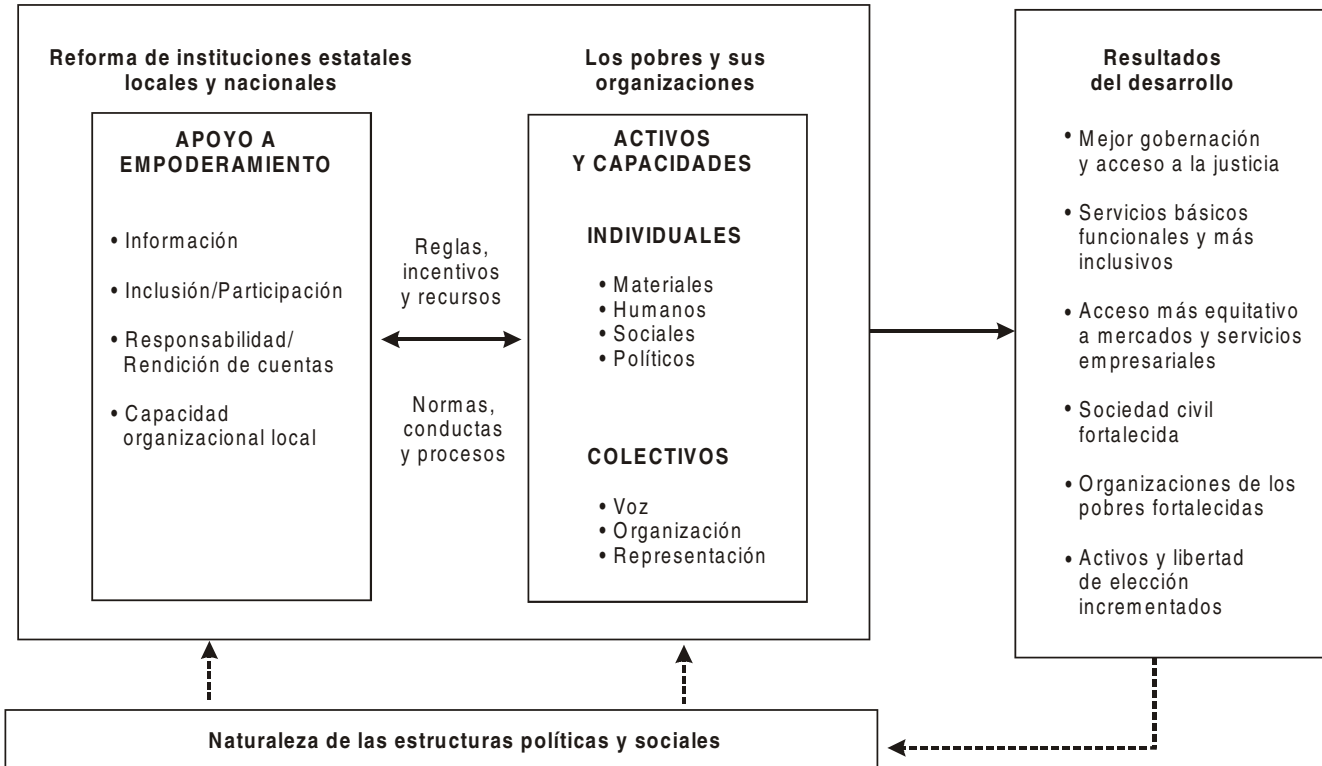 Reforma de instituciones estatales
locales y nacionales
APOYO A
EMPODERAMIENTO
• Información
• Inclusión/Participación
• Responsabilidad/
Rendición de cuentas
• Capacidad
organizacional local
Reglas,
incentivos
y recursos
Normas,
conductas
y procesos
Los pobres y sus
organizaciones
ACTIVOS
Y CAPACIDADES
INDIVIDUALES
• Materiales
• Humanos
• Sociales
• Políticos
COLECTIVOS
• Voz
• Organización
• Representación
Resultados
del desarrollo
• Mejor gobernación
y acceso a la justicia
• Servicios básicos
funcionales y más
inclusivos
• Acceso más equitativo
a mercados y servicios
empresariales
• Sociedad civil
fortalecida
• Organizaciones de los
pobres fortalecidas
• Activos y libertad
de elección
incrementados
Naturaleza de las estructuras políticas y sociales